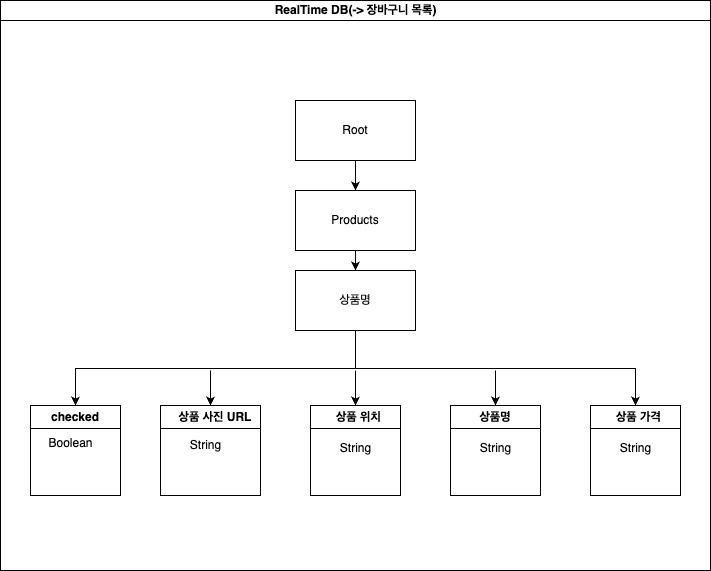 RealTime DB(-> 장바구니 목록)
Root
Products
상품명
checked
상품 사진 URL
상품 위치
상품명
상품 가격
Boolean
String
String
String
String